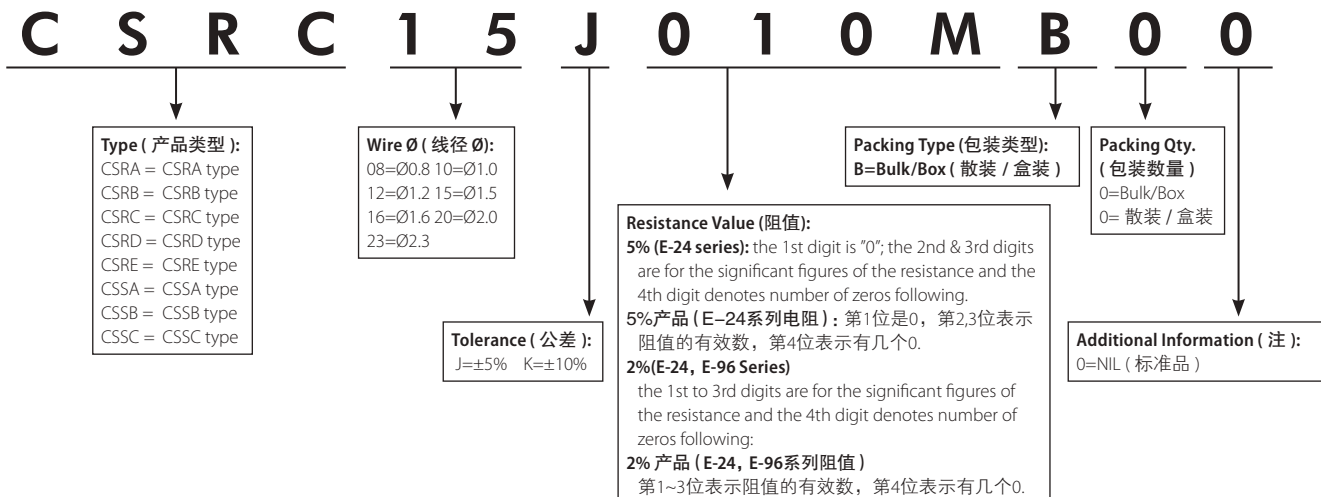 C S R C 1 5 J 0 1 0 M B 0 0
Type ( 产品类型 ):
CSRA = CSRA type
CSRB = CSRB type
CSRC = CSRC type
CSRD = CSRD type
CSRE = CSRE type
CSSA = CSSA type
CSSB = CSSB type
CSSC = CSSC type
Wire Ø ( 线径 Ø):
08=Ø0.8 10=Ø1.0
12=Ø1.2 15=Ø1.5
16=Ø1.6 20=Ø2.0
23=Ø2.3
Tolerance ( 公差 ):
J=±5% K=±10%
Resistance Value (阻值):
5% (E-24 series): the 1st digit is "0"; the 2nd & 3rd digits
are for the significant figures of the resistance and the
4th digit denotes number of zeros following.
5%产品 ( E-24系列电阻 ) : 第1位是0，第2,3位表示
阻值的有效数，第4位表示有几个0.
2%(E-24, E-96 Series)
the 1st to 3rd digits are for the significant figures of
the resistance and the 4th digit denotes number of
zeros following:
2% 产品 ( E-24, E-96系列阻值 )
第1~3位表示阻值的有效数，第4位表示有几个0.
Packing Type (包装类型):
B=Bulk/Box ( 散装 / 盒装 )
Packing Qty.
( 包装数量 )
0=Bulk/Box
0= 散装 / 盒装
Additional Information ( 注 ):
0=NIL ( 标准品 )